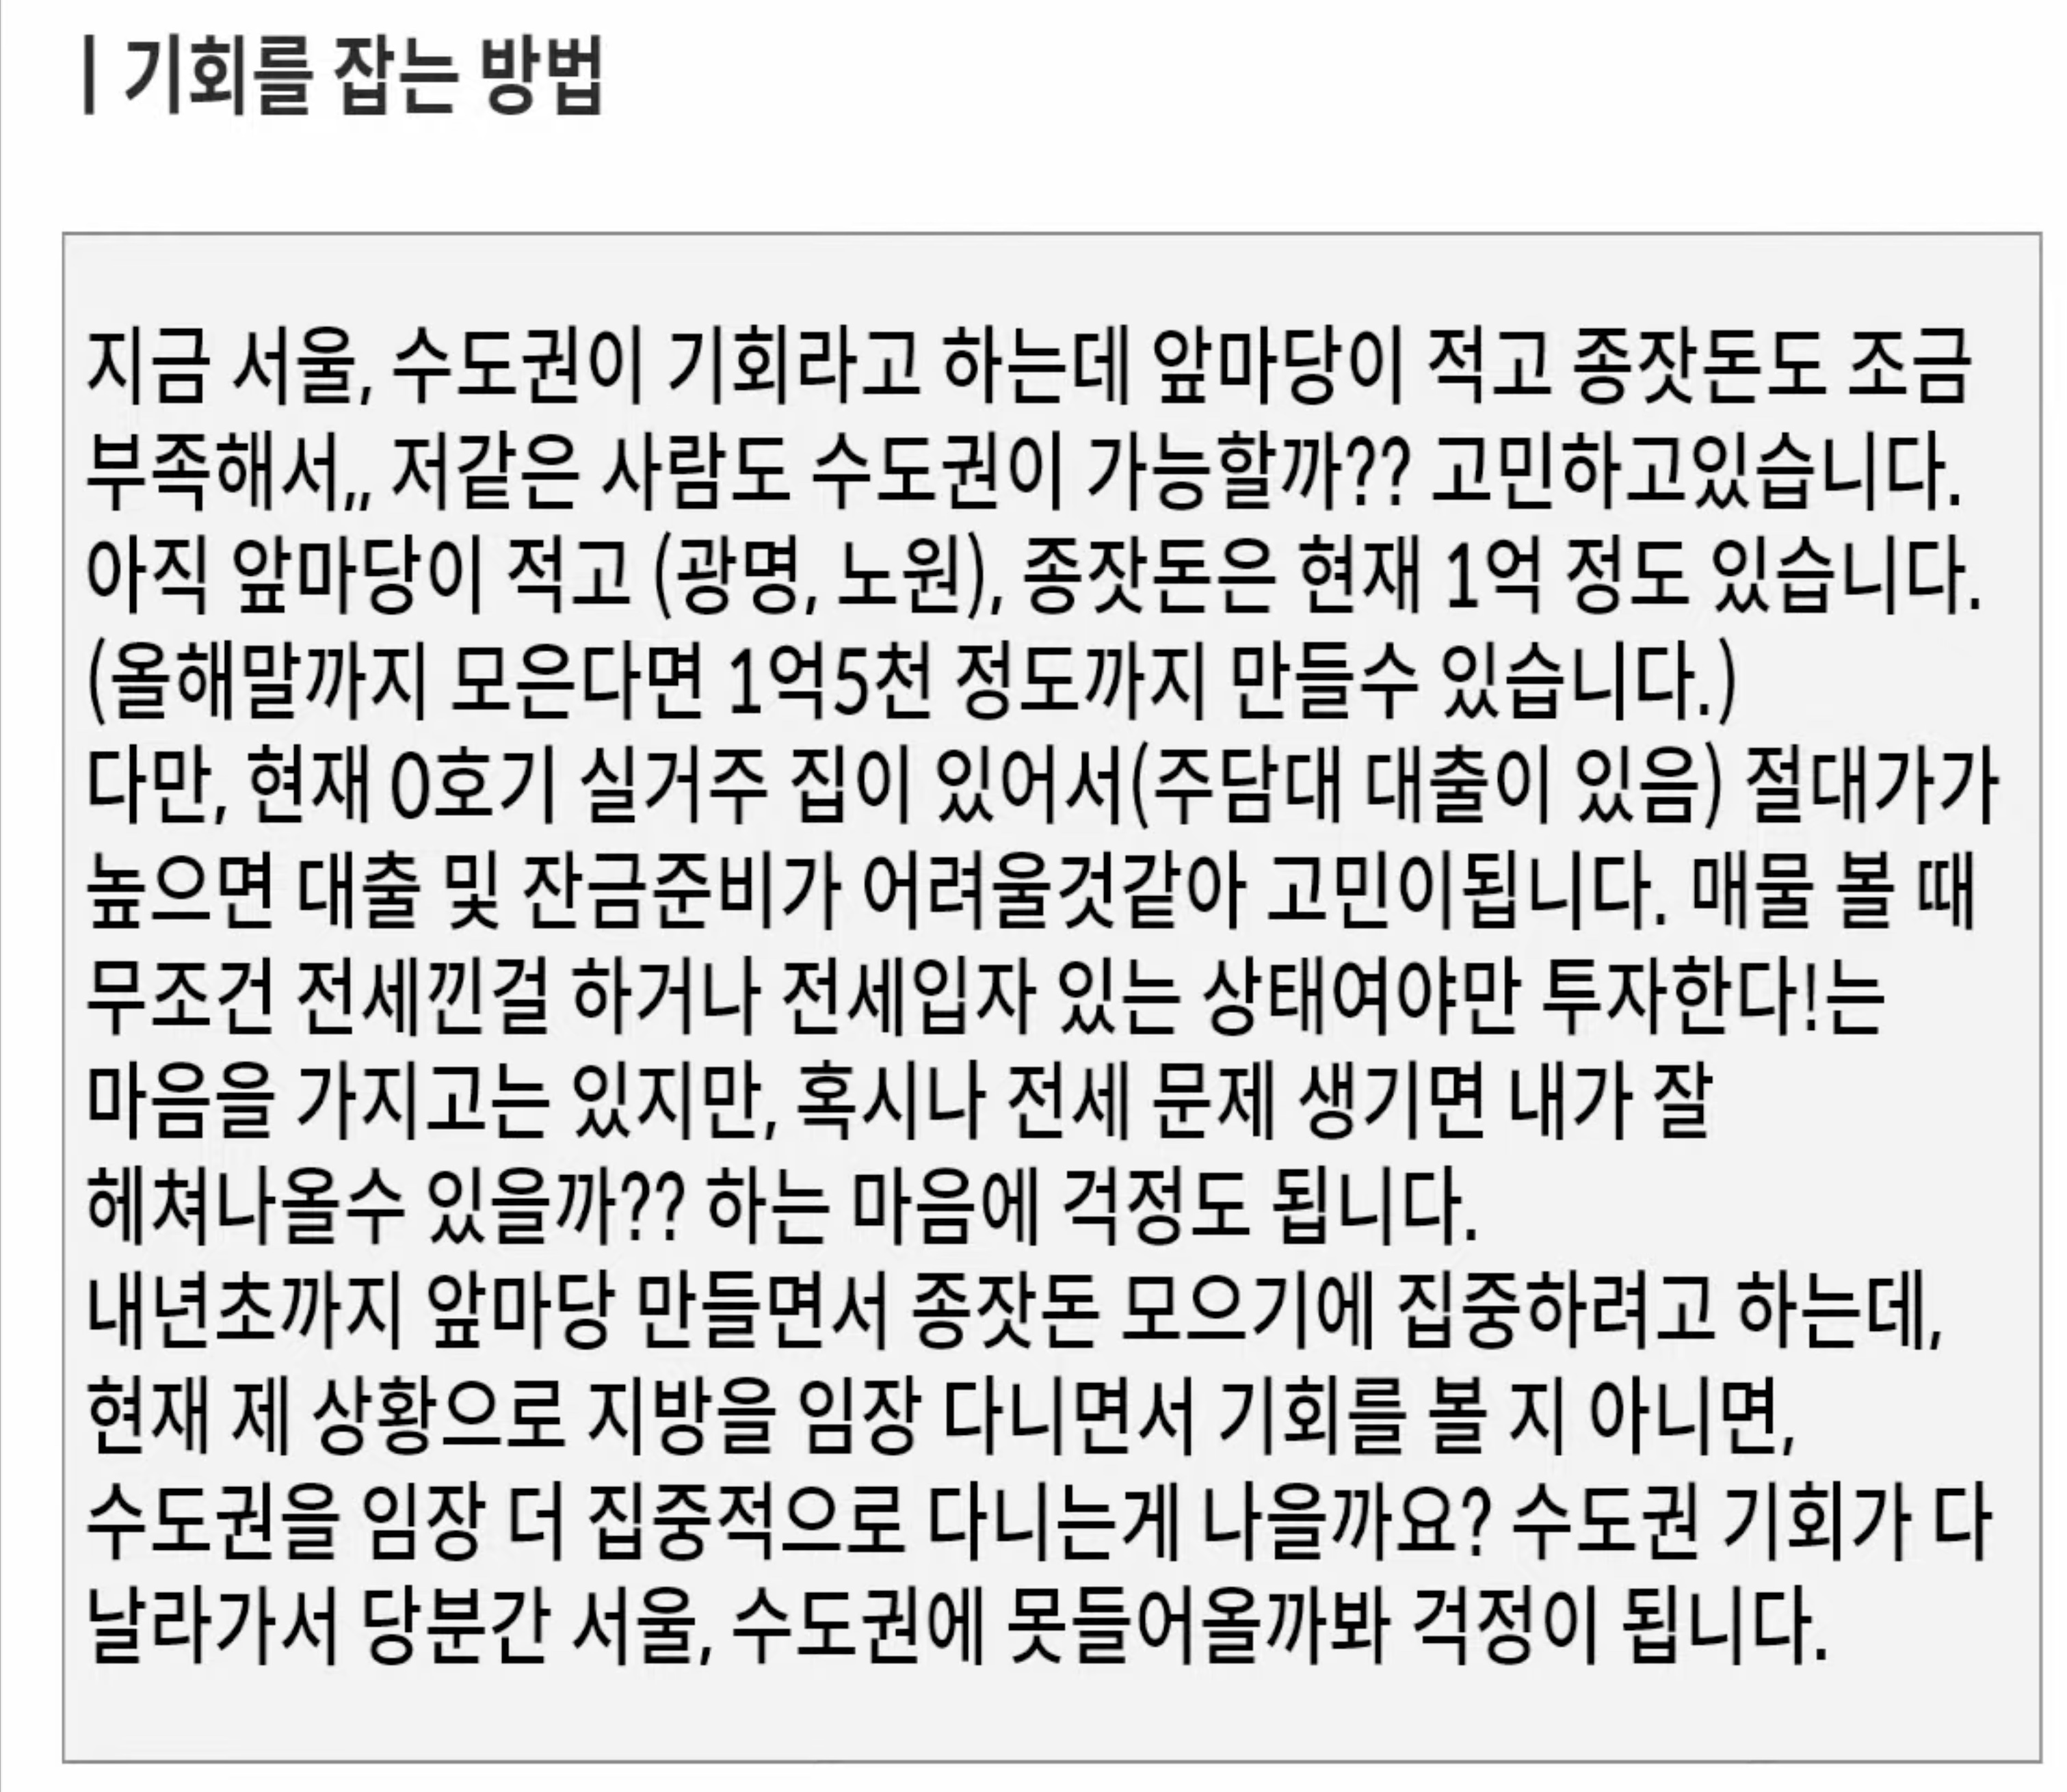 | 기회를 잡는 방법
지금 서울, 수도권이 기회라고 하는데 앞마당이 적고 종잣돈도 조금
부족해서,, 저같은 사람도 수도권이 가능할까?? 고민하고있습니다.
아직 앞마당이 적고 (광명, 노원), 종잣돈은 현재 1억 정도 있습니다.
(올해말까지 모은다면 1억5천 정도까지 만들수 있습니다.)
다만, 현재 0호기 실거주 집이 있어서(주담대 대출이 있음) 절대가가
높으면 대출 및 잔금준비가 어려울것같아 고민이됩니다. 매물 볼 때
무조건 전세낀걸 하거나 전세입자 있는 상태여야만 투자한다!는
마음을 가지고는 있지만, 혹시나 전세 문제 생기면 내가 잘
헤쳐나올수 있을까?? 하는 마음에 걱정도 됩니다.
내년초까지 앞마당 만들면서 종잣돈 모으기에 집중하려고 하는데,
현재 제 상황으로 지방을 임장 다니면서 기회를 볼 지 아니면,
수도권을 임장 더 집중적으로 다니는게 나을까요? 수도권 기회가 다
날라가서 당분간 서울, 수도권에 못들어올까봐 걱정이 됩니다.